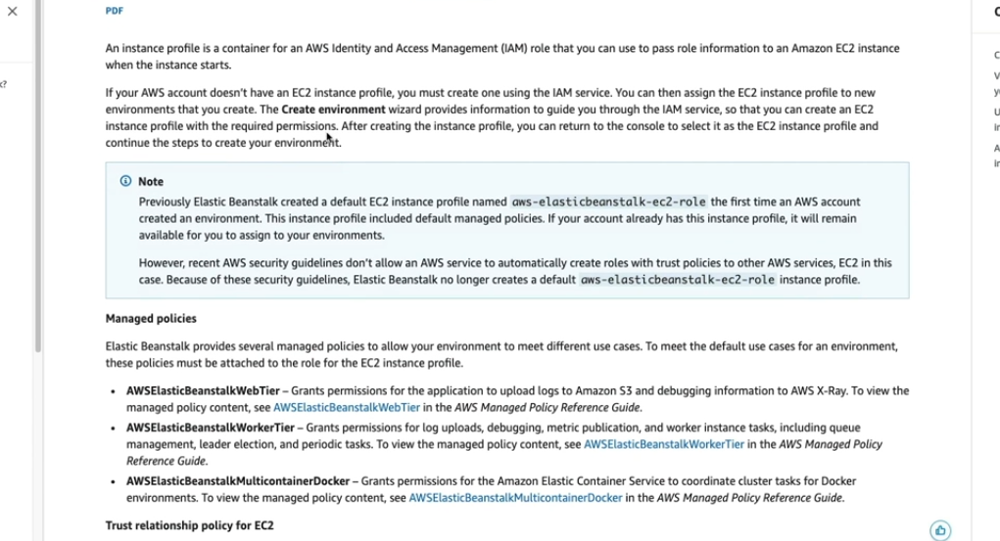 PDF
An instance profile is a container for an AWS Identity and Access Management (IAM) role that you can use to pass role information to an Amazon EC2 instance
when the instance starts.
If your AWS account doesn't have an EC2 instance profile, you must create one using the IAM service. You can then assign the EC2 instance profile to new
environments that you create. The Create environment wizard provides information to guide you through the IAM service, so that you can create an EC2
instance profile with the required permissions. After creating the instance profile, you can return to the console to select it as the EC2 instance profile and
continue the steps to create your environment.
Note
Previously Elastic Beanstalk created a default EC2 instance profile named aws-elasticbeanstalk-ec2-role the first time an AWS account
created an environment. This instance profile included default managed policies. If your account already has this instance profile, it will remain
available for you to assign to your environments.
However, recent AWS security guidelines don't allow an AWS service to automatically create roles with trust policies to other AWS services, EC2 in this
case. Because of these security guidelines, Elastic Beanstalk no longer creates a default aws-elasticbeanstalk-ec2-role instance profile.
Managed policies
Elastic Beanstalk provides several managed policies to allow your environment to meet different use cases. To meet the default use cases for an environment,
these policies must be attached to the role for the EC2 instance profile.
• AWSElasticBeanstalkWebTier – Grants permissions for the application to upload logs to Amazon S3 and debugging information to AWS X-Ray. To view the
managed policy content, see AWSElasticBeanstalkWebTier in the AWS Managed Policy Reference Guide.
• AWSElasticBeanstalkWorkerTier – Grants permissions for log uploads, debugging, metric publication, and worker instance tasks, including queue
management, leader election, and periodic tasks. To view the managed policy content, see AWSElasticBeanstalkWorkerTier in the AWS Managed Policy
Reference Guide.
• AWSElasticBeanstalkMulticontainerDocker – Grants permissions for the Amazon Elastic Container Service to coordinate cluster tasks for Docker
environments. To view the managed policy content, see AWSElasticBeanstalkMulticontainerDocker in the AWS Managed Policy Reference Guide.
Trust relationship policy for EC2